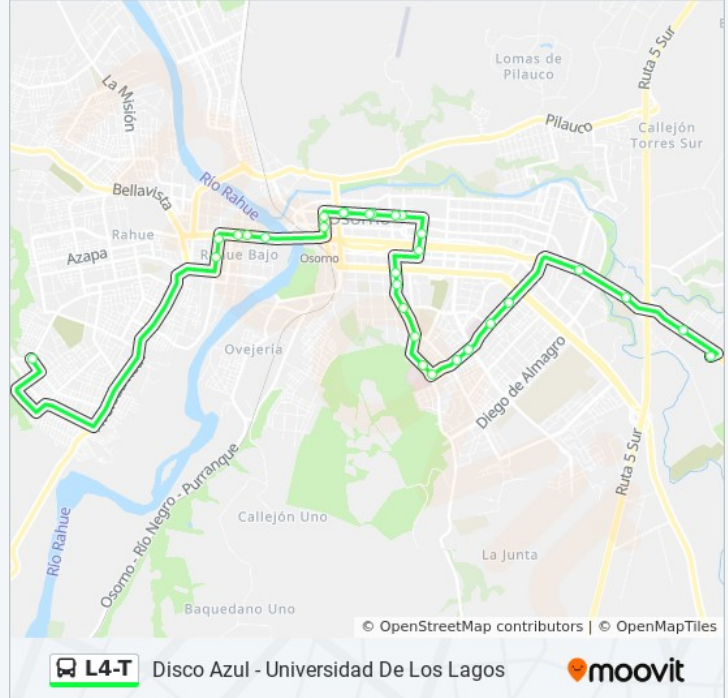 Lomas de
Pilauco
Ruta 5 Sur
La Misión
Pilauco
Callejón
Torres Sur
Río Rahue
Bellavista
Rahue
Osorno
Azapa
Rahue Bajo
Osorno
Ovejería
Diego de Almagro
Ruta 5 Sur
Osorno - Río Negro - Purranque
Callejón Uno
Río Rahue
La Junta
Baquedano Uno
© OpenStreetMap contributors | © OpenMapTiles
L4-T Disco Azul - Universidad De Los Lagos moovit